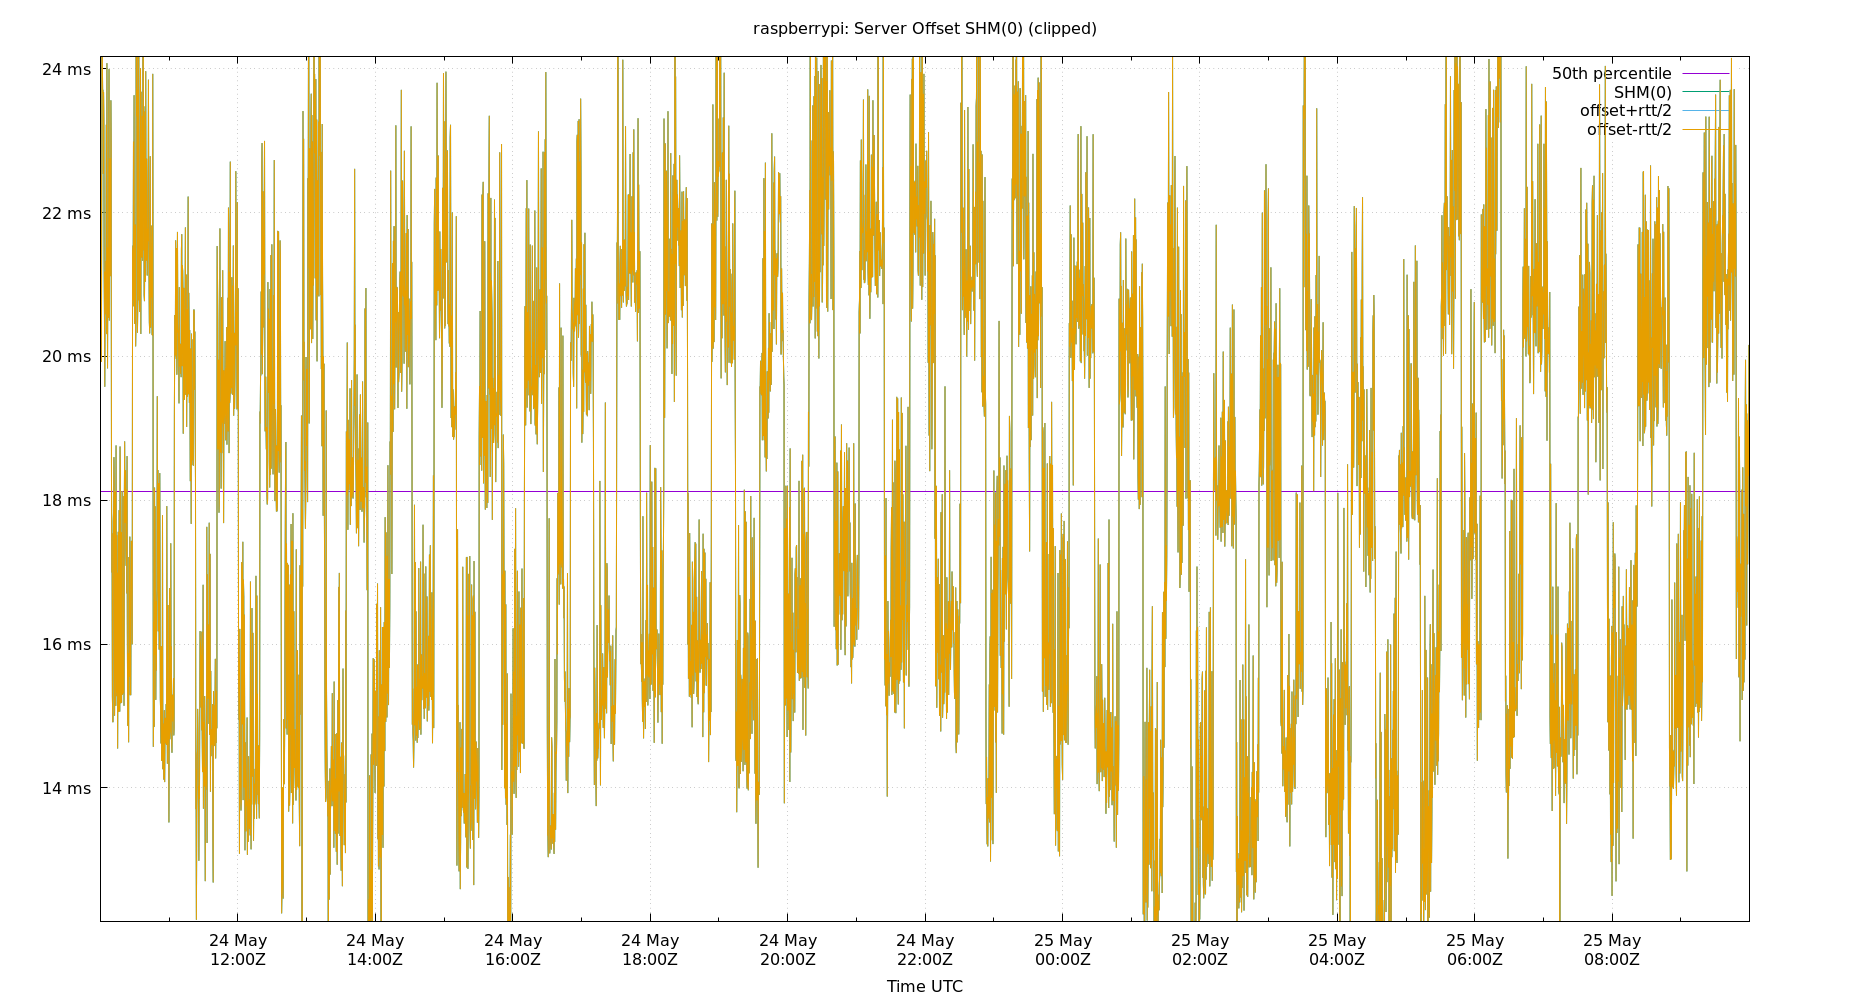 raspberrypi: Server Offset SHM(0) (clipped)
24 ms
22 ms
20 ms
18 ms
16 ms
14 ms
50th percentile
SHM(0)
offset+rtt/2
offset-rtt/2
24 May
12:00Z
24 May
14:00Z
24 May
16:00Z
24 May
18:00Z
24 May
20:00Z
24 May
22:00Z
25 May
00:00Z
25 May
02:00Z
25 May
04:00Z
25 May
06:00Z
25 May
08:00Z
Time UTC